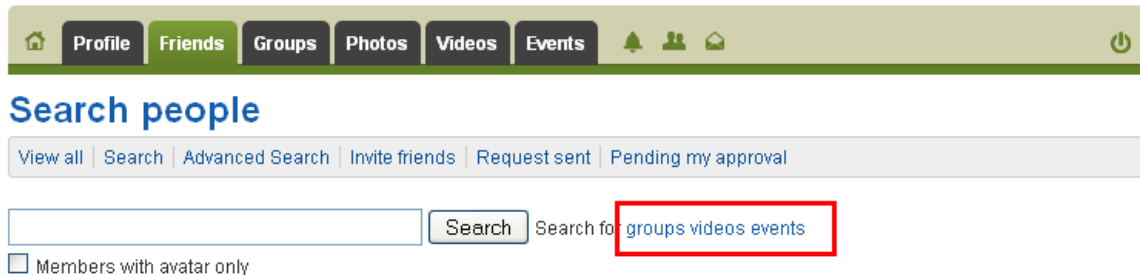 Profile Friends Groups Photos Videos Events
Search people
View all Search Advanced Search Invite friends Request sent Pending my approval
Search Search for groups videos events
Members with avatar only